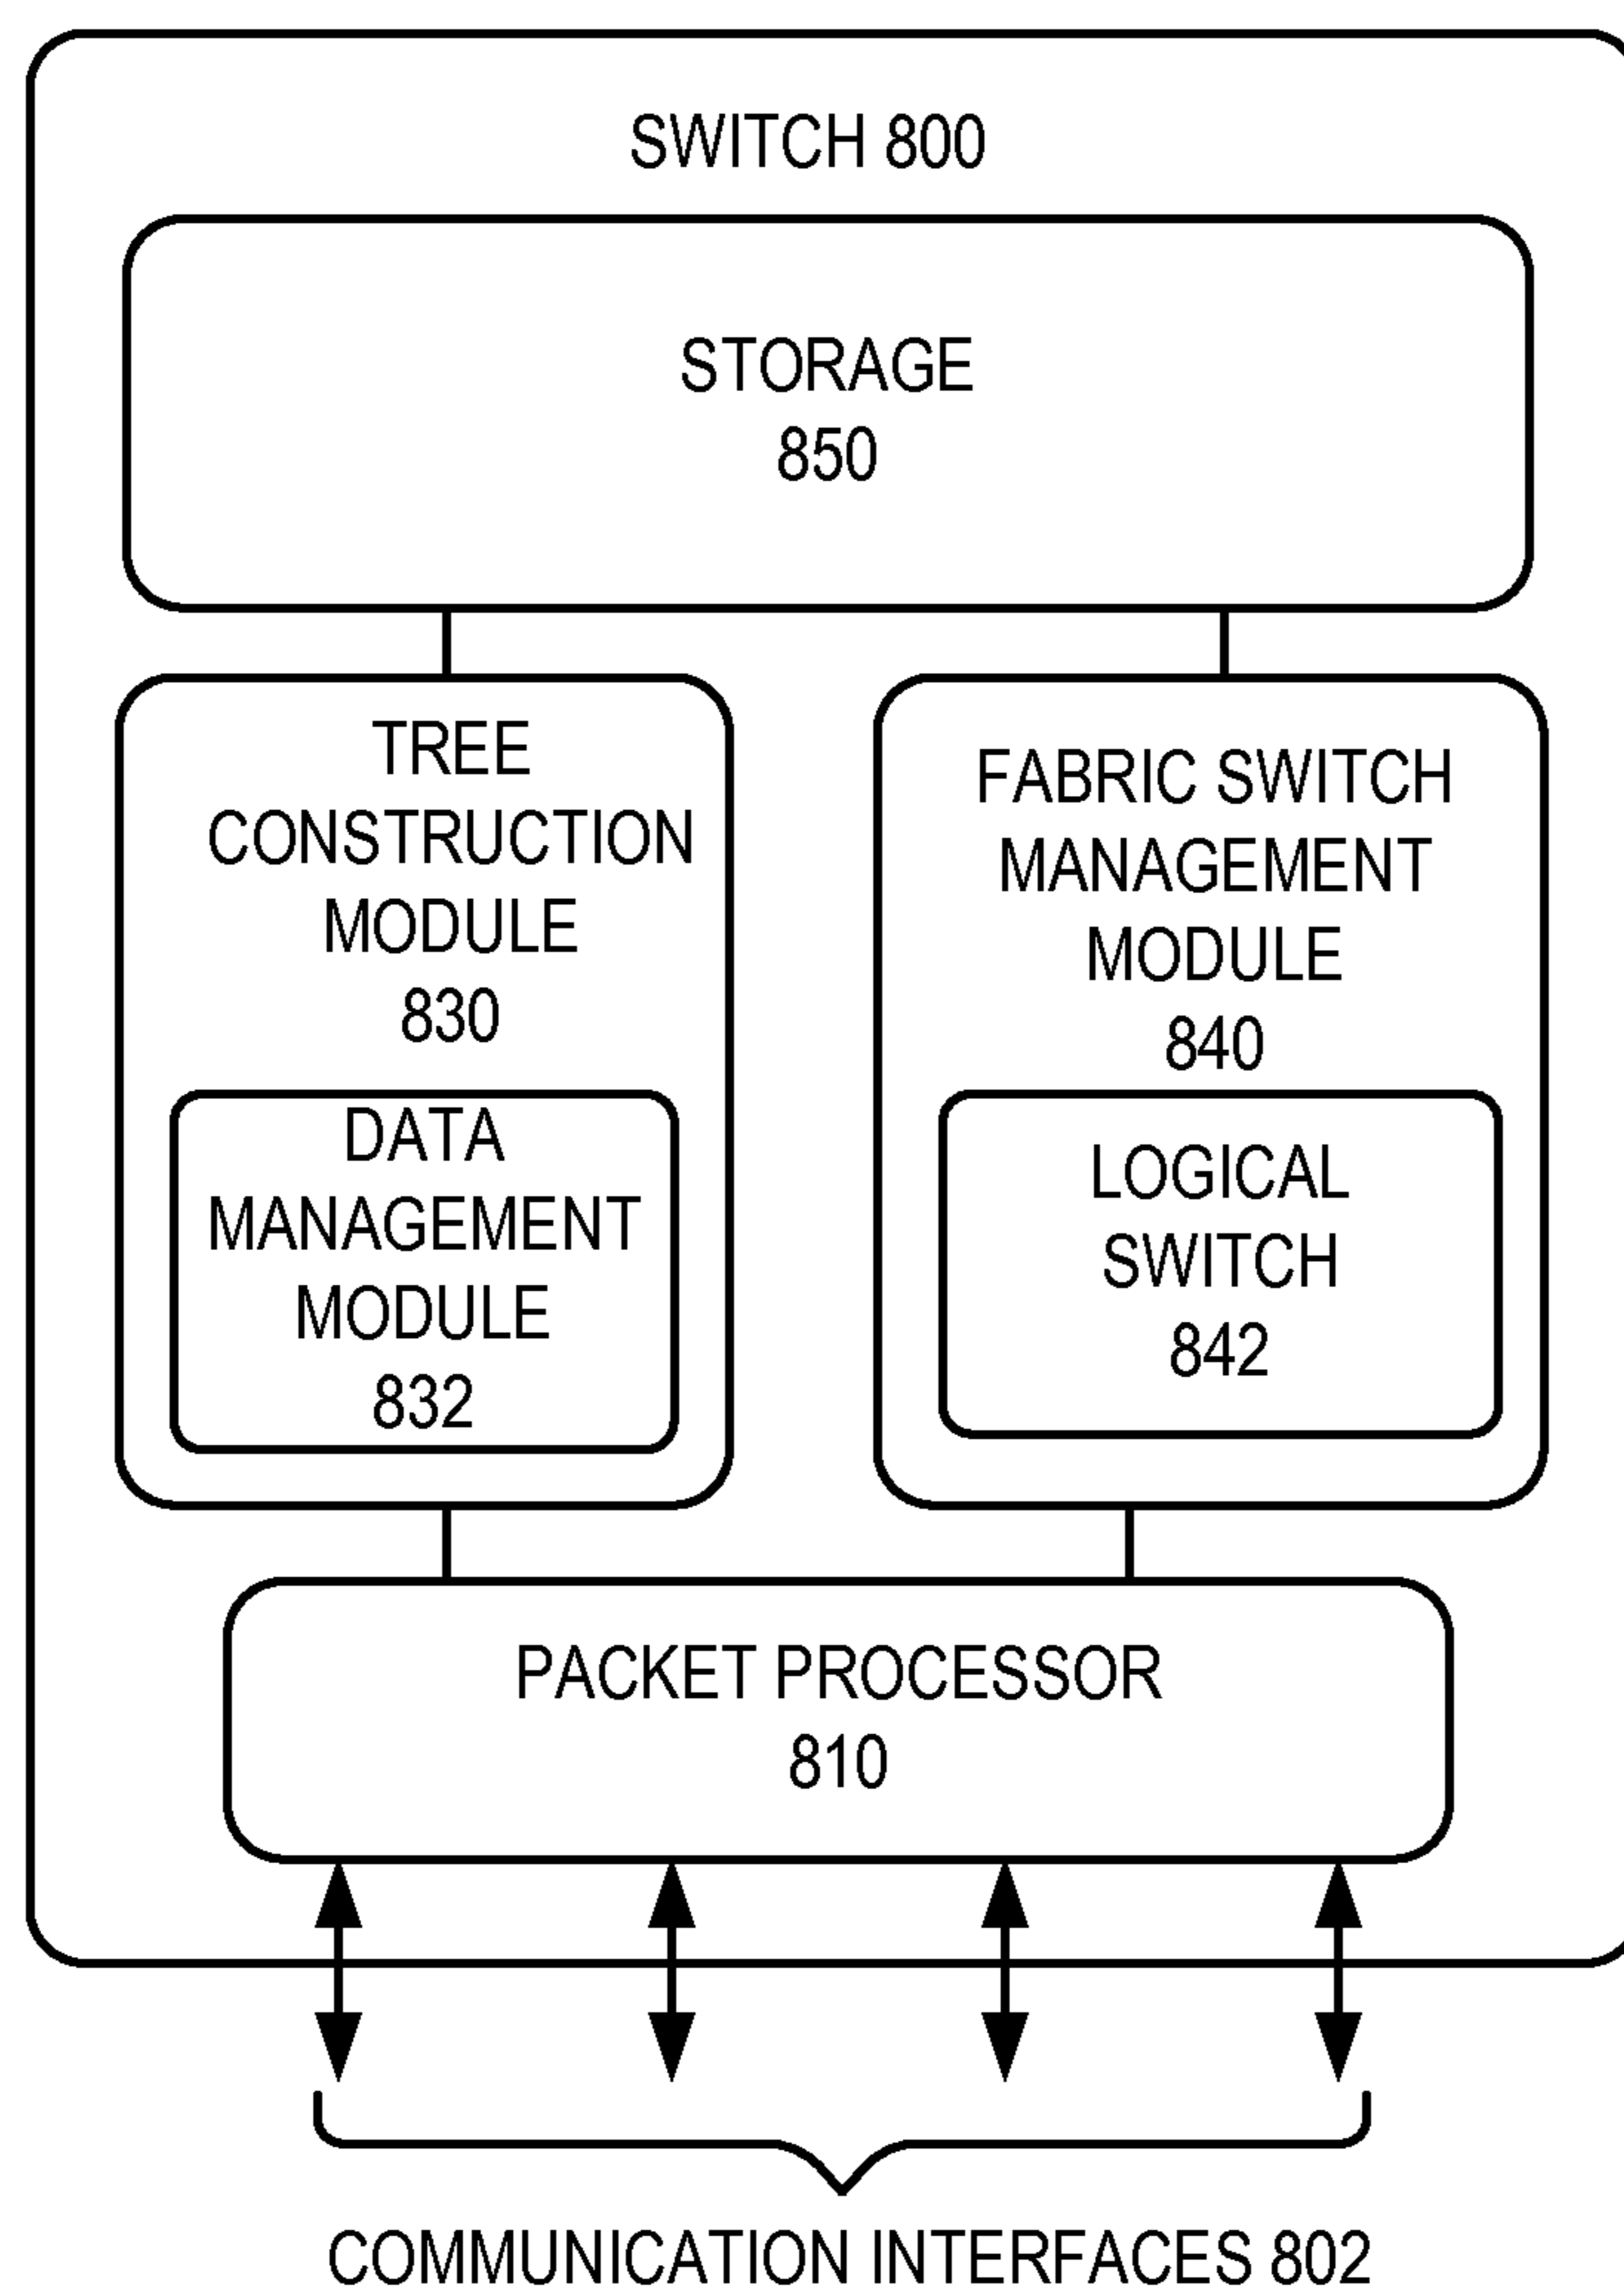 SWITCH 800
STORAGE
850
TREE
CONSTRUCTION
MODULE
830
DATA
MANAGEMENT
MODULE
832
FABRIC SWITCH
MANAGEMENT
MODULE
840
LOGICAL
SWITCH
842
PACKET PROCESSOR
810
COMMUNICATION INTERFACES 802